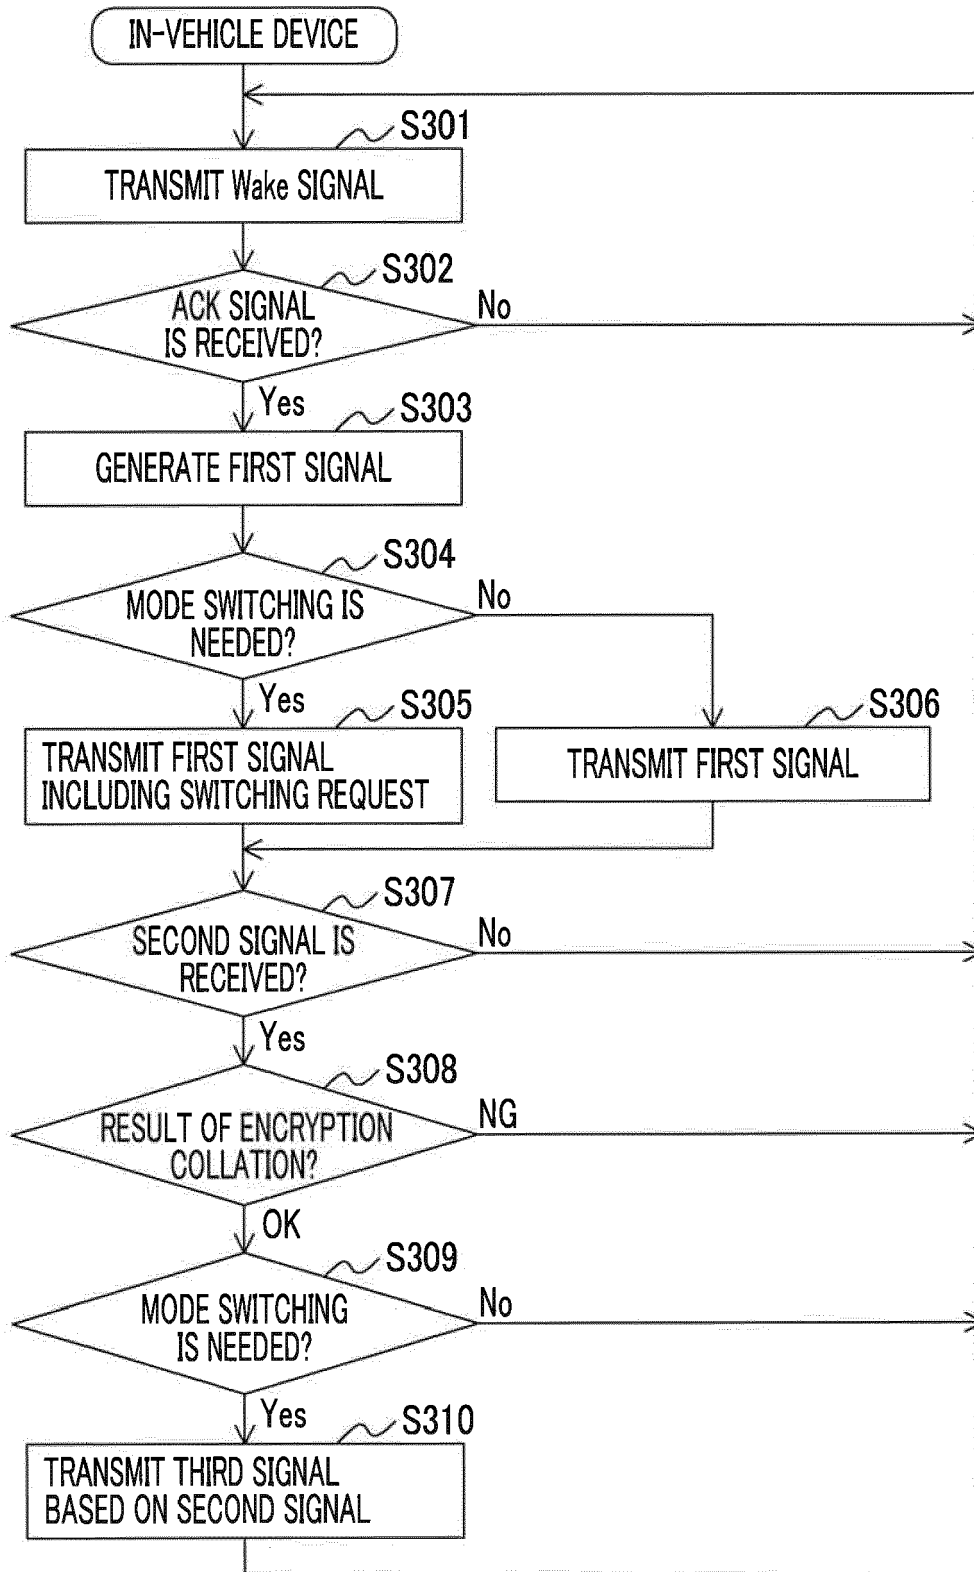 IN-VEHICLE DEVICE
S301
TRANSMIT Wake SIGNAL
S302
ACK SIGNAL
IS RECEIVED?
No
Yes
S303
GENERATE FIRST SIGNAL
S304
MODE SWITCHING IS
NEEDED?
No
Yes
S305
TRANSMIT FIRST SIGNAL
INCLUDING SWITCHING REQUEST
S306
TRANSMIT FIRST SIGNAL
S307
SECOND SIGNAL IS
RECEIVED?
No
Yes
S308
RESULT OF ENCRYPTION
COLLATION?
NG
OK
S309
MODE SWITCHING
IS NEEDED?
No
Yes
S310
TRANSMIT THIRD SIGNAL
BASED ON SECOND SIGNAL